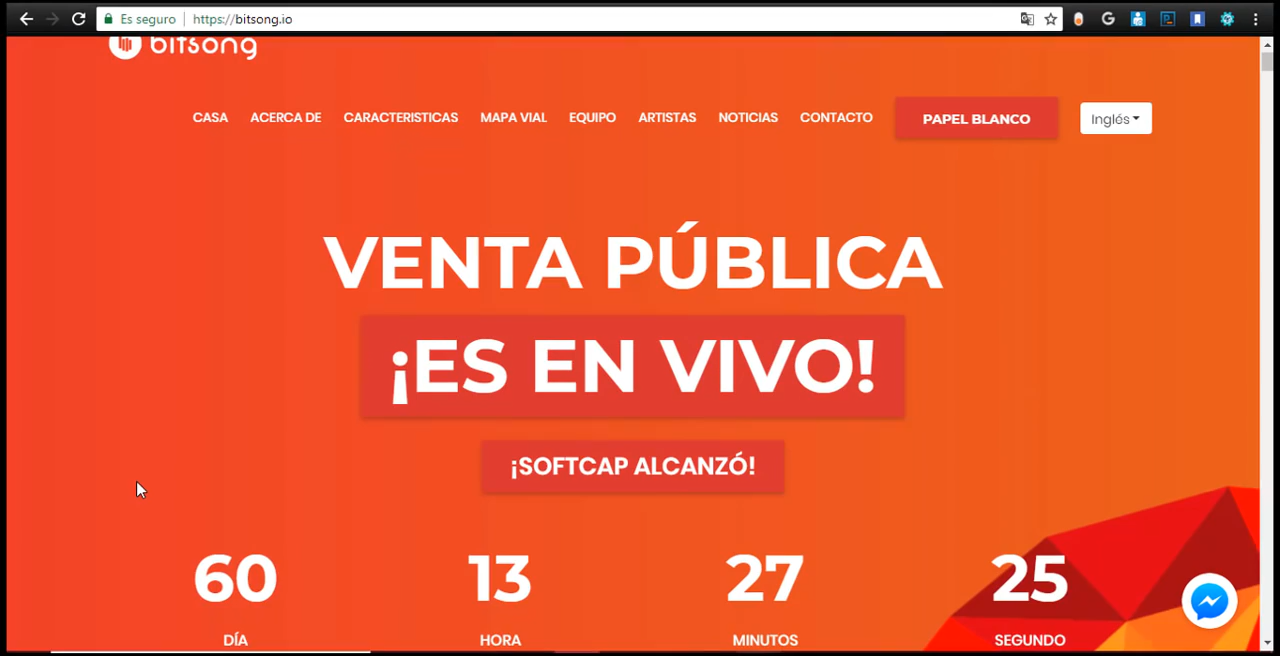 Es seguro
https://bitsong.io
bitsong
CASA
ACERCA DE
CARACTERISTICAS
MAPA VIAL
EQUIPO
ARTISTAS
NOTICIAS
CONTACTO
PAPEL BLANCO
Inglés
VENTA PÚBLICA
¡ES EN VIVO!
¡SOFTCAP ALCANZÓ!
60 13 27 25
DÍA HORA MINUTOS SEGUNDO